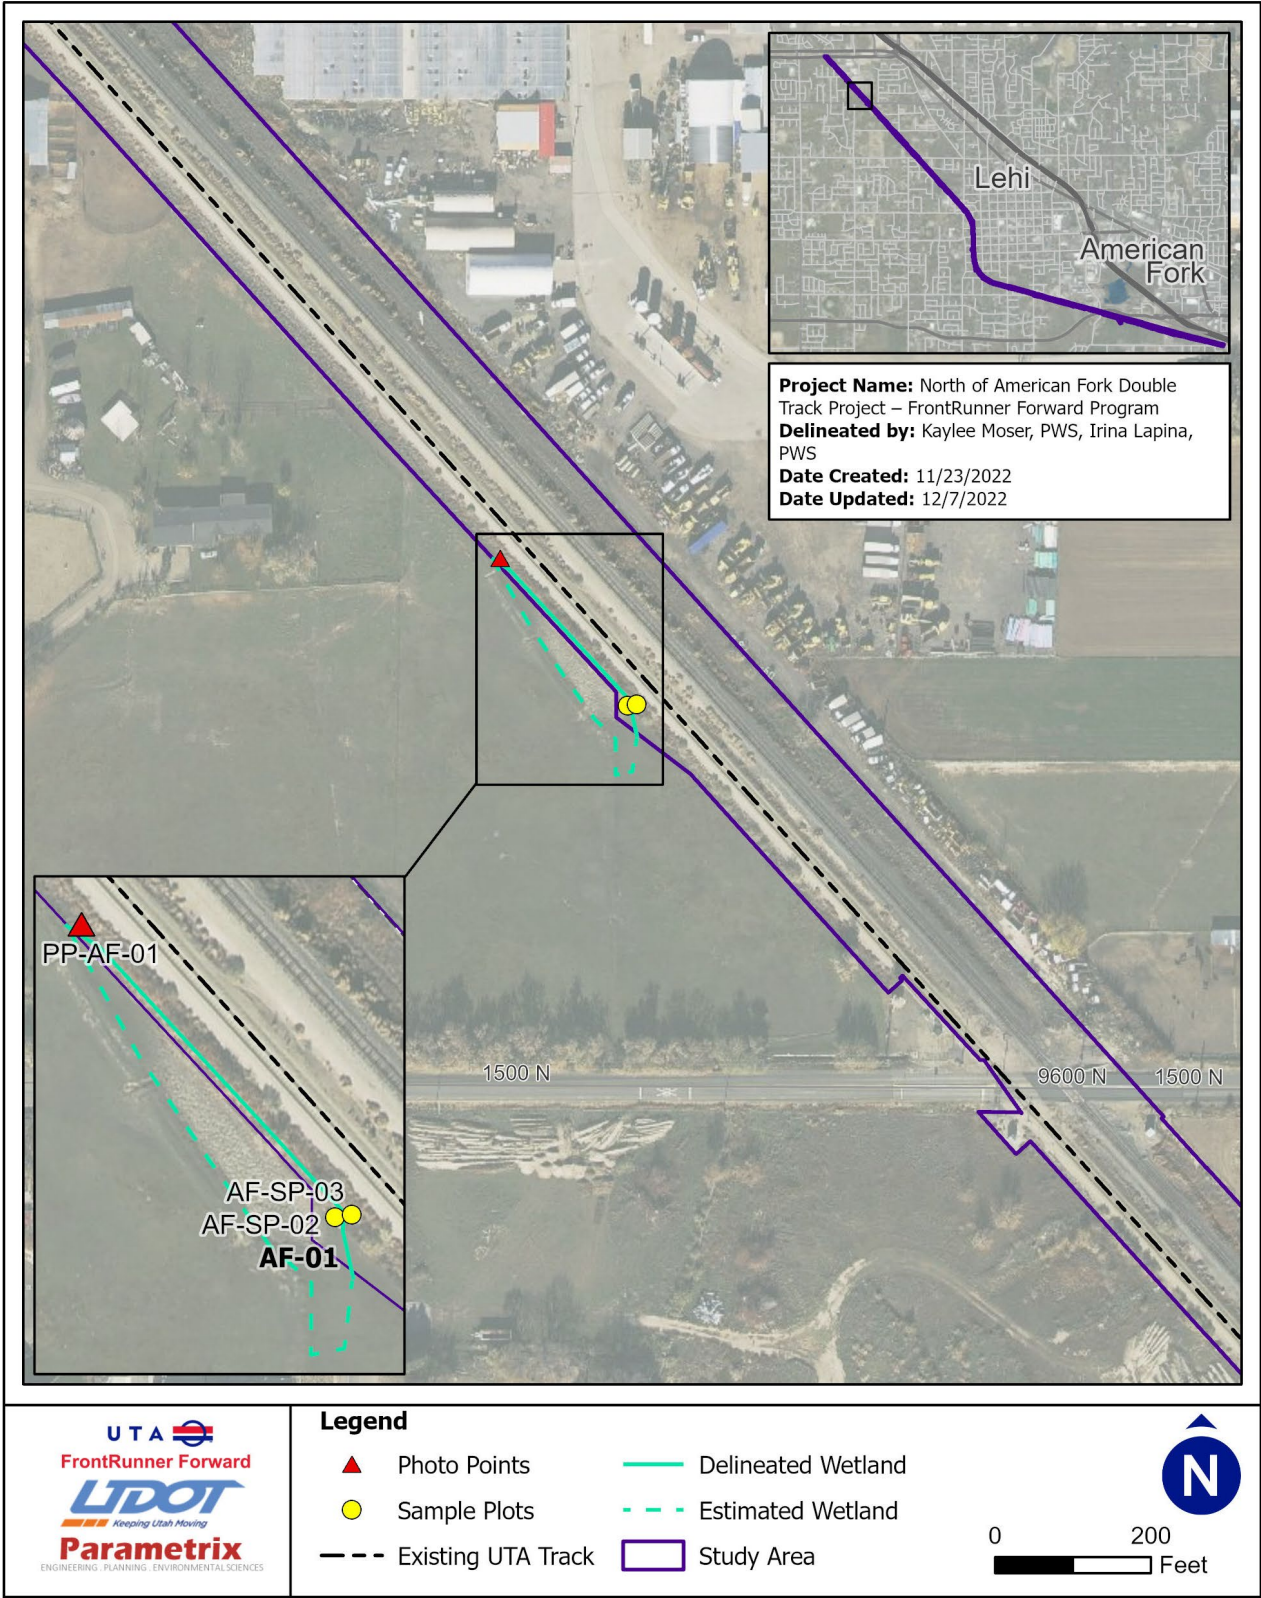 Lehi
American
Fork
Project Name: North of American Fork Double
Track Project – FrontRunner Forward Program
Delineated by: Kaylee Moser, PWS, Irina Lapina,
PWS
Date Created: 11/23/2022
Date Updated: 12/7/2022
PP-AF-01
AF-SP-03
AF-SP-02
AF-01
1500 N
9600 N
1500 N
UTA
FrontRunner Forward
UDOT
Keeping Utah Moving
Parametrix
ENGINEERING . PLANNING . ENVIRONMENTAL SCIENCES
Legend
Photo Points
Sample Plots
Existing UTA Track
Delineated Wetland
Estimated Wetland
Study Area
N
0 200
Feet